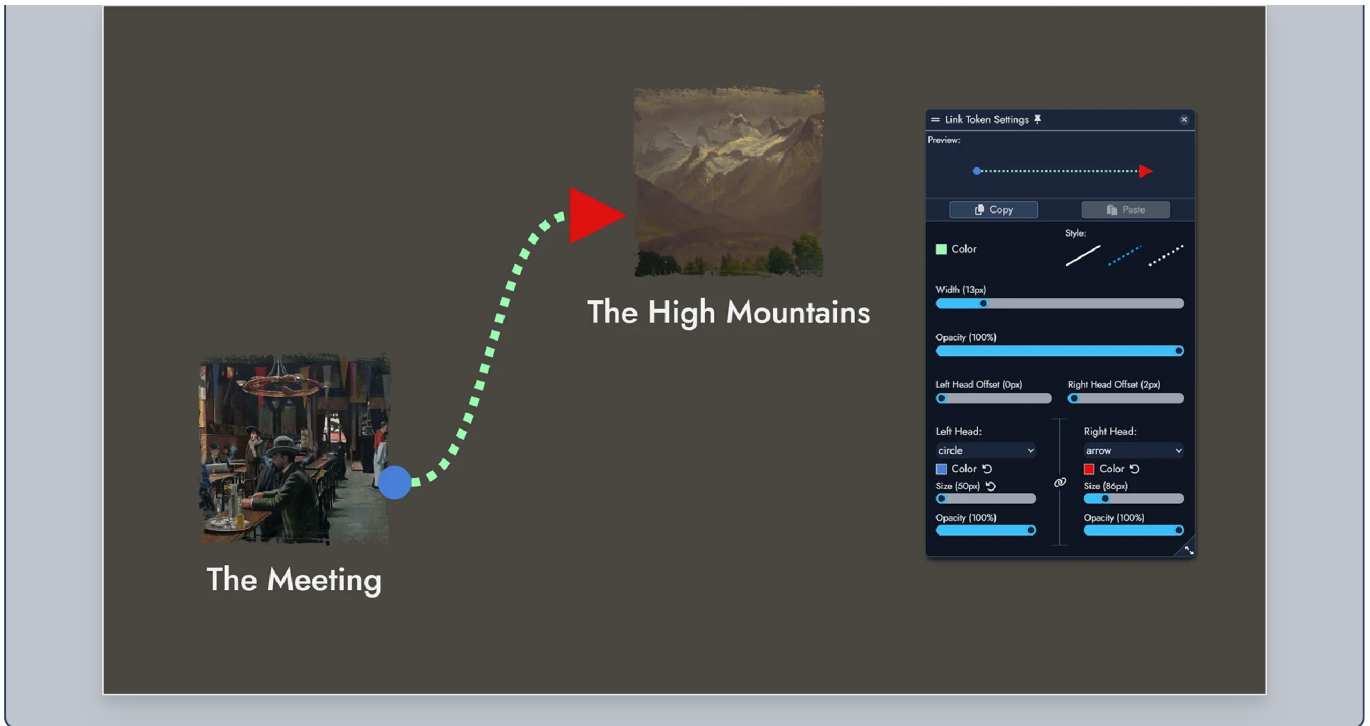 The High Mountains
The Meeting
Link Token Settings
Preview:
Copy
Paste
Color
Style:
Width (13px)
Opacity (100%)
Left Head Offset (0px)
Right Head Offset (2px)
Left Head:
Right Head:
circle
arrow
Color
Color
Size (50px)
Size (86px)
Opacity (100%)
Opacity (100%)